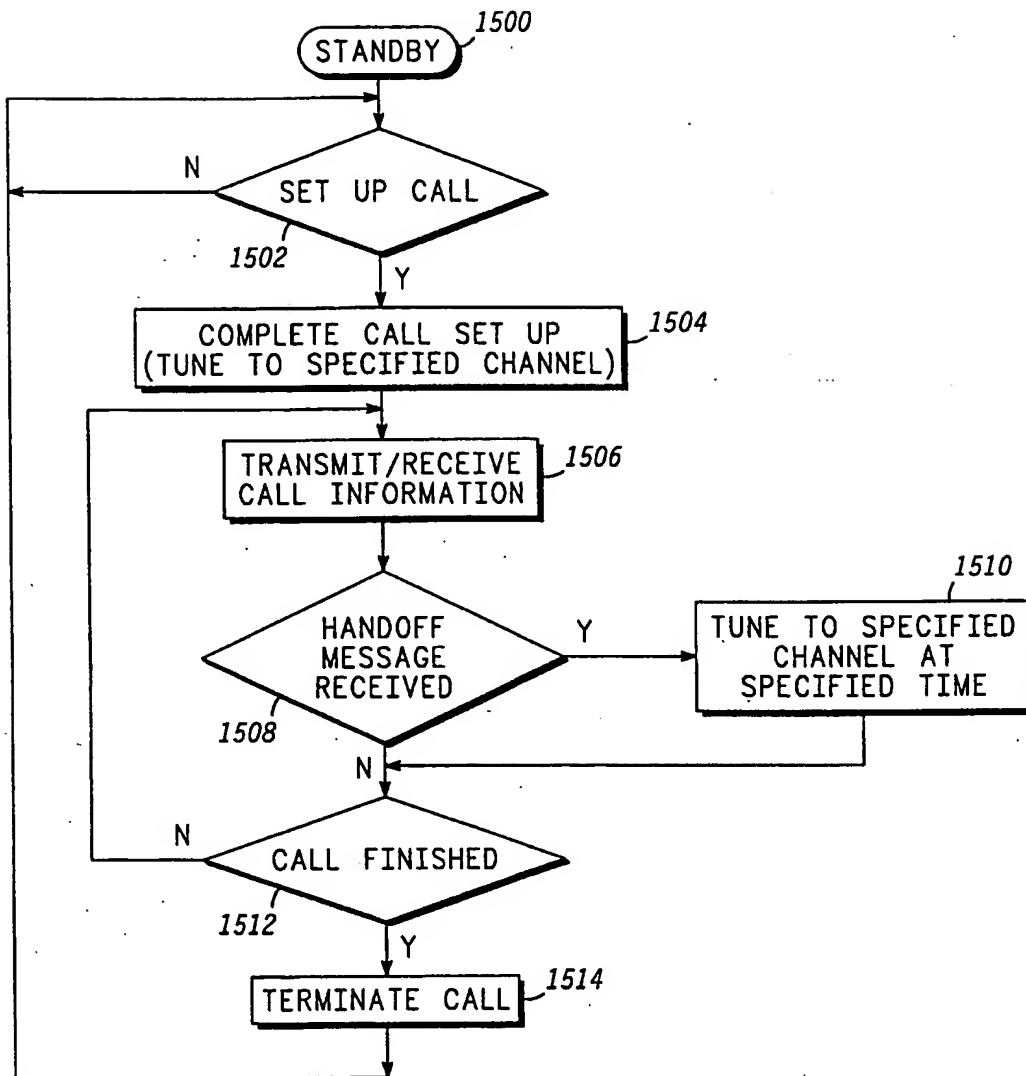 1500
STANDBY
N
SET UP CALL
1502
Y
COMPLETE CALL SET UP
(TUNE TO SPECIFIED CHANNEL)
1504
TRANSMIT/RECEIVE
CALL INFORMATION
1506
HANDOFF
MESSAGE
RECEIVED
1508
Y
1510
TUNE TO SPECIFIED
CHANNEL AT
SPECIFIED TIME
N
N
CALL FINISHED
1512
Y
TERMINATE CALL
1514